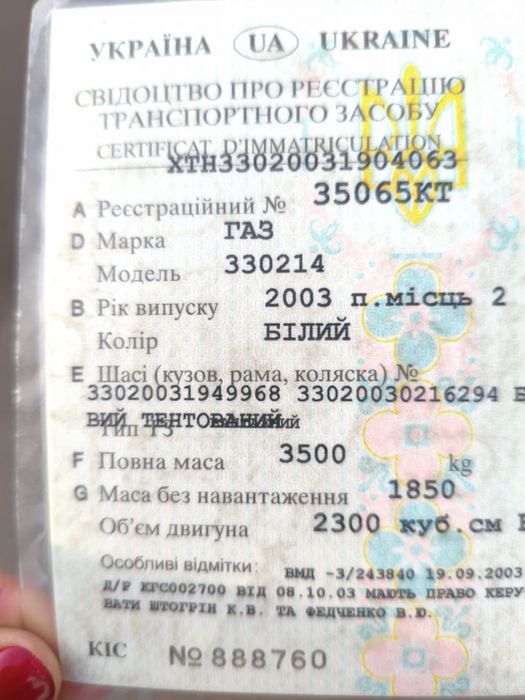 УКРАЇНА UA UKRAINE
СВІДОЦТВО ПРО РЕЄСТРАЦІЮ
ТРАНСПОРТНОГО ЗАСОБУ
CERTIFICAT D'IMMATRICULATION
XTH33020031904063
A Реєстраційний № 35065КТ
D Марка ГАЗ
Модель 330214
B Рік випуску 2003 п.місць 2
Колір БІЛИЙ
E Шасі (кузов, рама, коляска) №
33020031949968 33020030216294 Б
ВИЙ ТЕНТОВАНИЙ
Тип ТЗ
F Повна маса 3500 kg
G Маса без навантаження 1850
Об'єм двигуна 2300 куб.см
Особливі відмітки: ВМД -3/243840 19.09.2003
Д/Р КГС002700 ВІД 08.10.03 МАЮТЬ ПРАВО КЕРУ
ВАТИ ШТОГРІН К.В. ТА ФЕДЧЕНКО В.Ю.
КІС № 888760